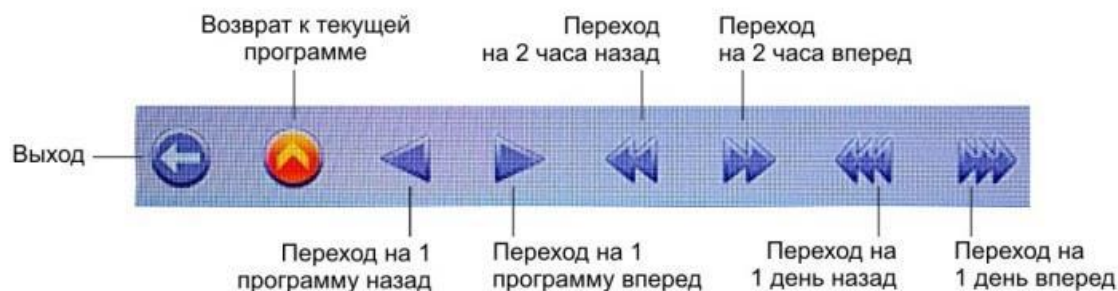 Возврат к текущей
программе
Переход
на 2 часа назад
Переход
на 2 часа вперед
Выход
Переход на 1
программу назад
Переход на 1
программу вперед
Переход на
1 день назад
Переход на
1 день вперед